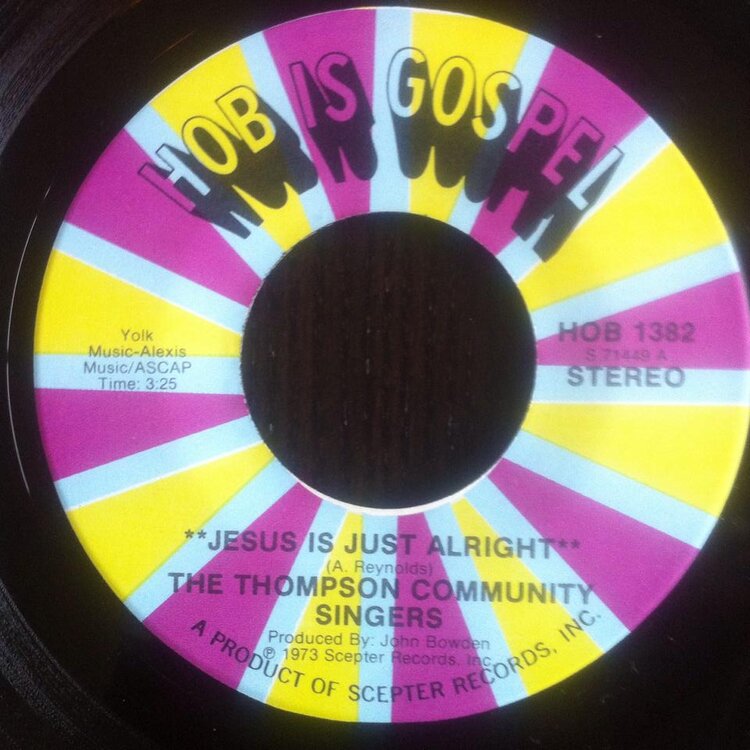 HOB IS GOSPEL
Yolk
Music-Alexis
Music/ASCAP
Time: 3:25
HOB 1382
S 71449 A
STEREO
**JESUS IS JUST ALRIGHT**
(A. Reynolds)
THE THOMPSON COMMUNITY
SINGERS
Produced By: John Bowden
℗ 1973 Scepter Records, Inc.
A PRODUCT OF SCEPTER RECORDS, INC.